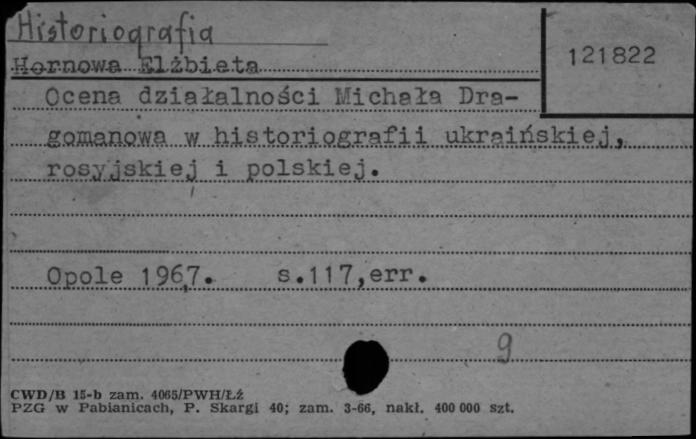 Historiografia
Hornowa Elżbieta
121822
Ocena działalności Michała Dra-
gomanowa w historiografii ukraińskiej,
rosyjskiej i polskiej.
Opole 1967. s.117,err.
9
CWD/B 15-b zam. 4065/PWH/Łź
PZG w Pabianicach, P. Skargi 40; zam. 3-66, nakł. 400 000 szt.